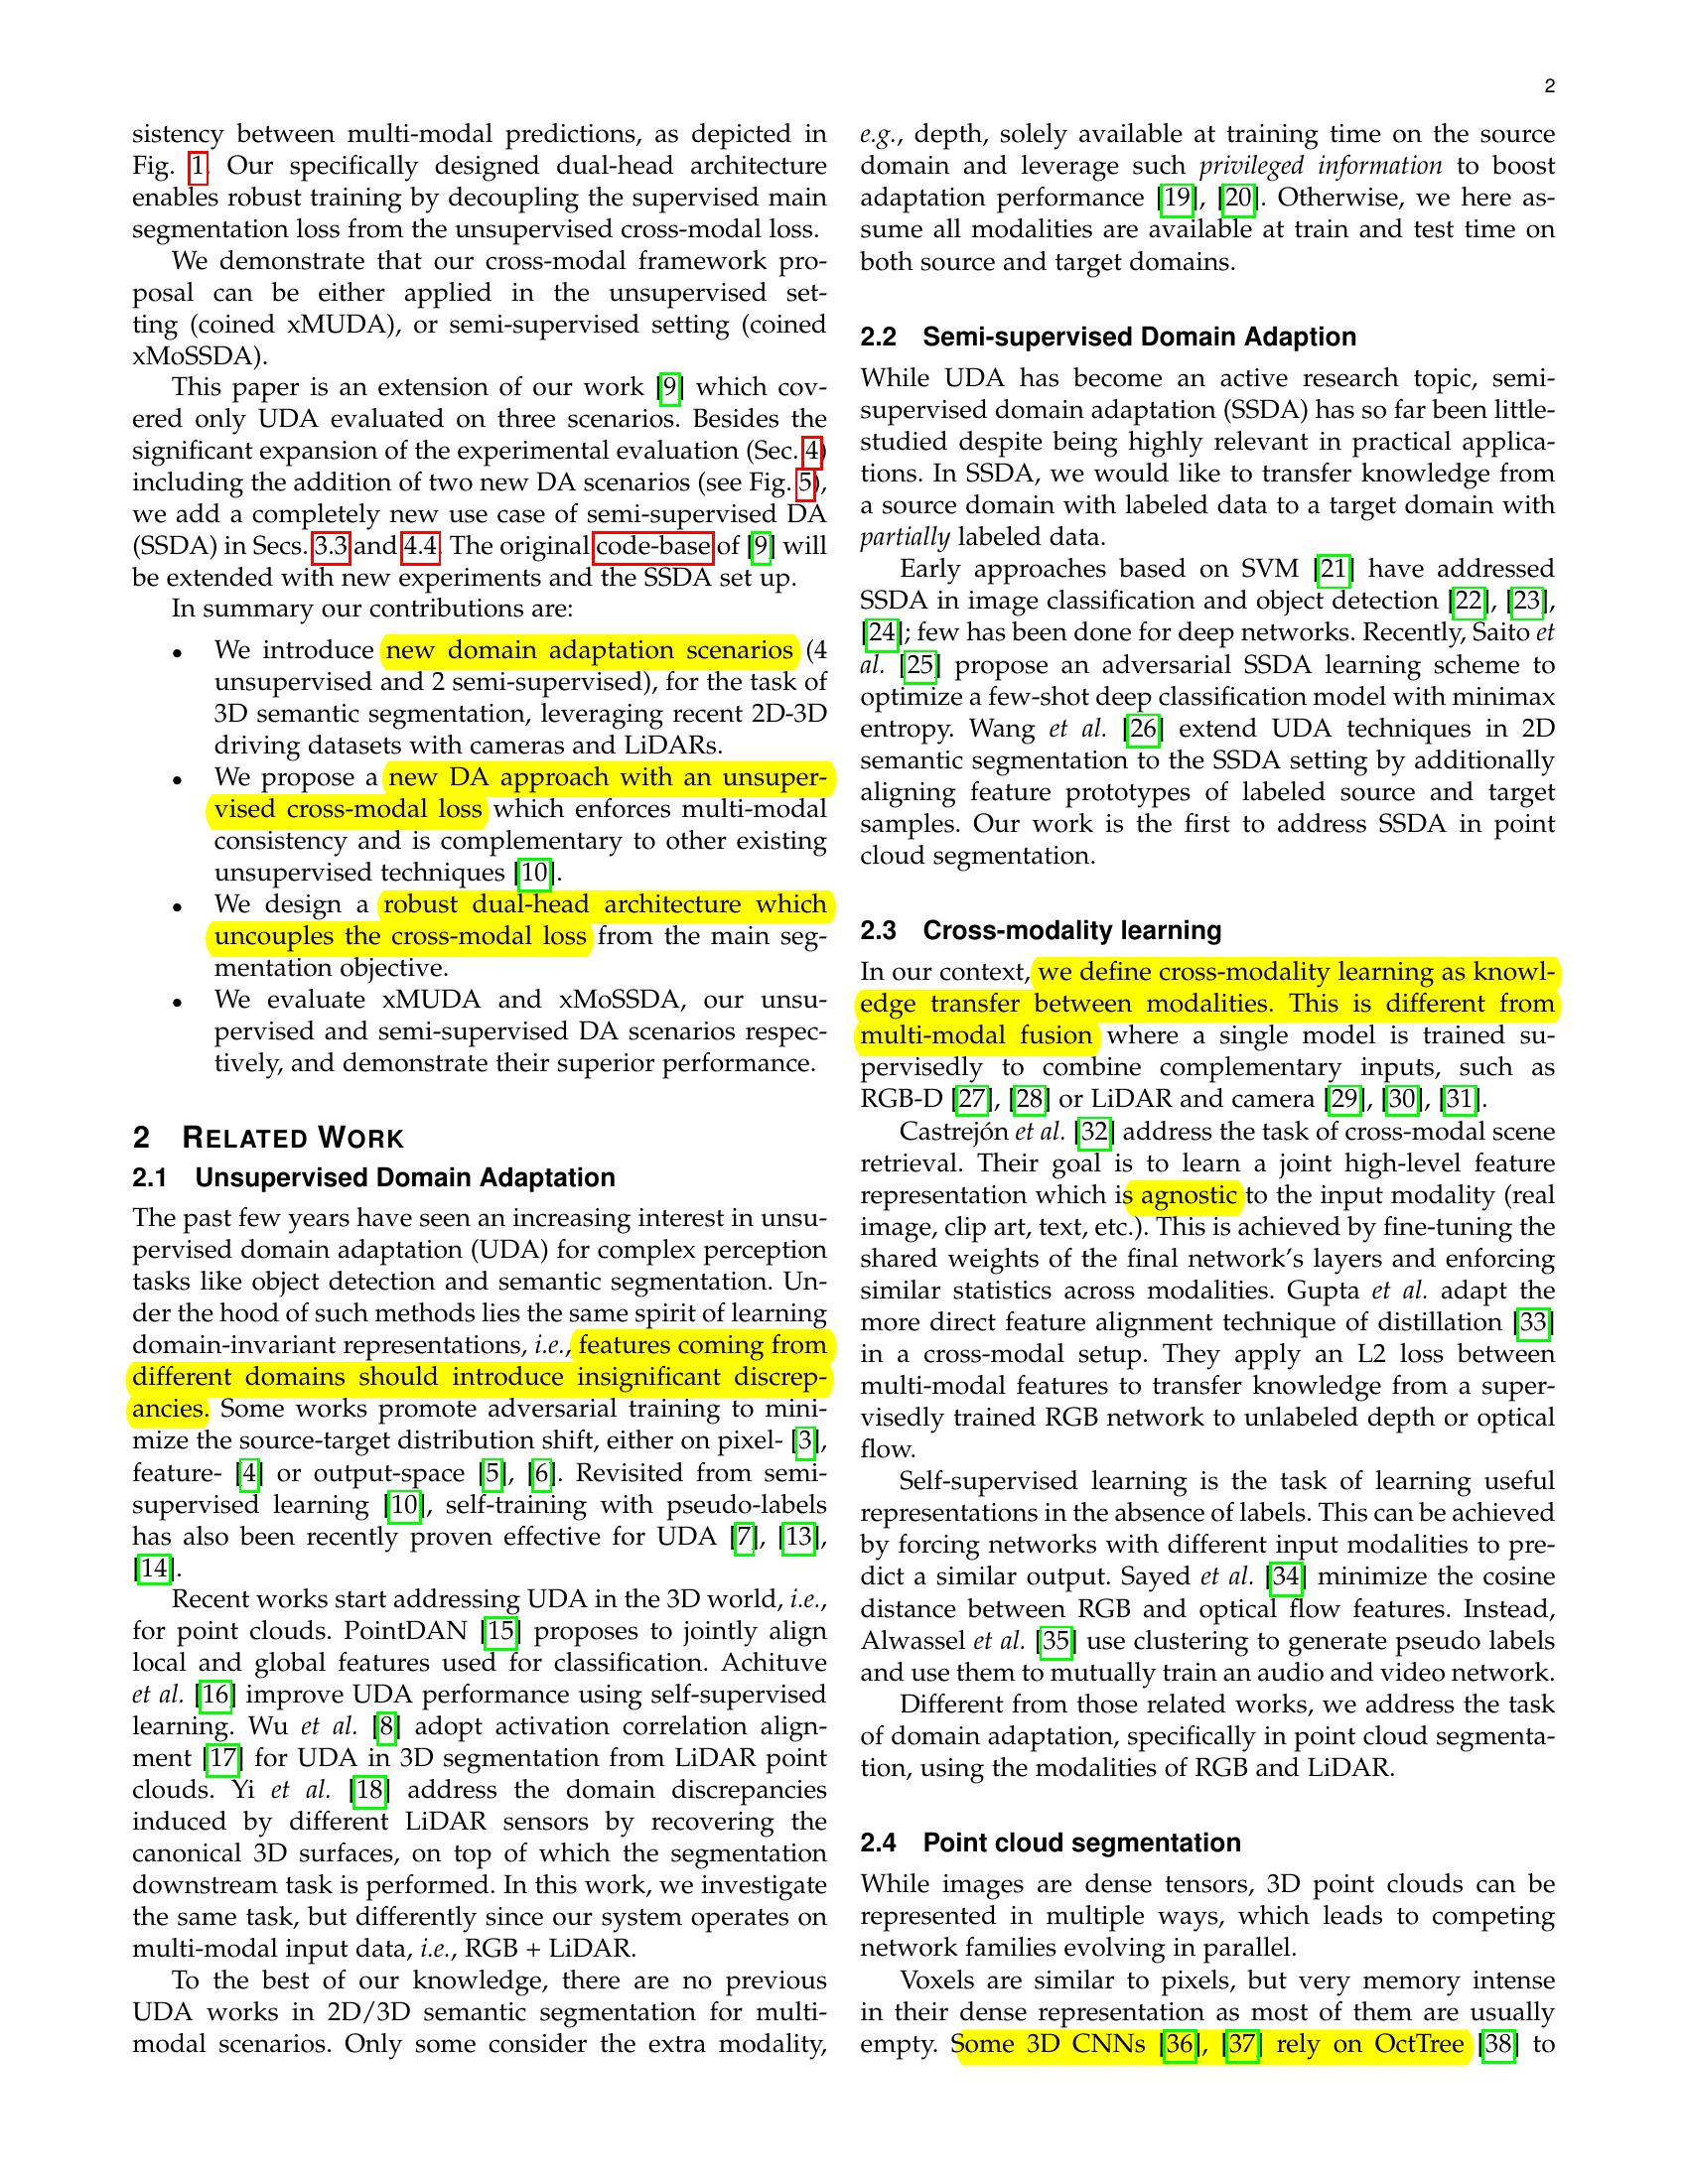 2
sistency between multi-modal predictions, as depicted in
Fig. 1. Our specifically designed dual-head architecture
enables robust training by decoupling the supervised main
segmentation loss from the unsupervised cross-modal loss.
We demonstrate that our cross-modal framework pro-
posal can be either applied in the unsupervised set-
ting (coined xMUDA), or semi-supervised setting (coined
xMoSSDA).
This paper is an extension of our work [9] which cov-
ered only UDA evaluated on three scenarios. Besides the
significant expansion of the experimental evaluation (Sec. 4)
including the addition of two new DA scenarios (see Fig. 5),
we add a completely new use case of semi-supervised DA
(SSDA) in Secs. 3.3 and 4.4. The original code-base of [9] will
be extended with new experiments and the SSDA set up.
In summary our contributions are:
• We introduce new domain adaptation scenarios (4
unsupervised and 2 semi-supervised), for the task of
3D semantic segmentation, leveraging recent 2D-3D
driving datasets with cameras and LiDARs.
• We propose a new DA approach with an unsuper-
vised cross-modal loss which enforces multi-modal
consistency and is complementary to other existing
unsupervised techniques [10].
• We design a robust dual-head architecture which
uncouples the cross-modal loss from the main seg-
mentation objective.
• We evaluate xMUDA and xMoSSDA, our unsu-
pervised and semi-supervised DA scenarios respec-
tively, and demonstrate their superior performance.
2 RELATED WORK
2.1 Unsupervised Domain Adaptation
The past few years have seen an increasing interest in unsu-
pervised domain adaptation (UDA) for complex perception
tasks like object detection and semantic segmentation. Un-
der the hood of such methods lies the same spirit of learning
domain-invariant representations, i.e., features coming from
different domains should introduce insignificant discrep-
ancies. Some works promote adversarial training to mini-
mize the source-target distribution shift, either on pixel- [3],
feature- [4] or output-space [5], [6]. Revisited from semi-
supervised learning [10], self-training with pseudo-labels
has also been recently proven effective for UDA [7], [13],
[14].
Recent works start addressing UDA in the 3D world, i.e.,
for point clouds. PointDAN [15] proposes to jointly align
local and global features used for classification. Achituve
et al. [16] improve UDA performance using self-supervised
learning. Wu et al. [8] adopt activation correlation align-
ment [17] for UDA in 3D segmentation from LiDAR point
clouds. Yi et al. [18] address the domain discrepancies
induced by different LiDAR sensors by recovering the
canonical 3D surfaces, on top of which the segmentation
downstream task is performed. In this work, we investigate
the same task, but differently since our system operates on
multi-modal input data, i.e., RGB + LiDAR.
To the best of our knowledge, there are no previous
UDA works in 2D/3D semantic segmentation for multi-
modal scenarios. Only some consider the extra modality,
e.g., depth, solely available at training time on the source
domain and leverage such privileged information to boost
adaptation performance [19], [20]. Otherwise, we here as-
sume all modalities are available at train and test time on
both source and target domains.
2.2 Semi-supervised Domain Adaption
While UDA has become an active research topic, semi-
supervised domain adaptation (SSDA) has so far been little-
studied despite being highly relevant in practical applica-
tions. In SSDA, we would like to transfer knowledge from
a source domain with labeled data to a target domain with
partially labeled data.
Early approaches based on SVM [21] have addressed
SSDA in image classification and object detection [22], [23],
[24]; few has been done for deep networks. Recently, Saito et
al. [25] propose an adversarial SSDA learning scheme to
optimize a few-shot deep classification model with minimax
entropy. Wang et al. [26] extend UDA techniques in 2D
semantic segmentation to the SSDA setting by additionally
aligning feature prototypes of labeled source and target
samples. Our work is the first to address SSDA in point
cloud segmentation.
2.3 Cross-modality learning
In our context, we define cross-modality learning as knowl-
edge transfer between modalities. This is different from
multi-modal fusion where a single model is trained su-
pervisedly to combine complementary inputs, such as
RGB-D [27], [28] or LiDAR and camera [29], [30], [31].
Castrejón et al. [32] address the task of cross-modal scene
retrieval. Their goal is to learn a joint high-level feature
representation which is agnostic to the input modality (real
image, clip art, text, etc.). This is achieved by fine-tuning the
shared weights of the final network's layers and enforcing
similar statistics across modalities. Gupta et al. adapt the
more direct feature alignment technique of distillation [33]
in a cross-modal setup. They apply an L2 loss between
multi-modal features to transfer knowledge from a super-
visedly trained RGB network to unlabeled depth or optical
flow.
Self-supervised learning is the task of learning useful
representations in the absence of labels. This can be achieved
by forcing networks with different input modalities to pre-
dict a similar output. Sayed et al. [34] minimize the cosine
distance between RGB and optical flow features. Instead,
Alwassel et al. [35] use clustering to generate pseudo labels
and use them to mutually train an audio and video network.
Different from those related works, we address the task
of domain adaptation, specifically in point cloud segmenta-
tion, using the modalities of RGB and LiDAR.
2.4 Point cloud segmentation
While images are dense tensors, 3D point clouds can be
represented in multiple ways, which leads to competing
network families evolving in parallel.
Voxels are similar to pixels, but very memory intense
in their dense representation as most of them are usually
empty. Some 3D CNNs [36], [37] rely on OctTree [38] to